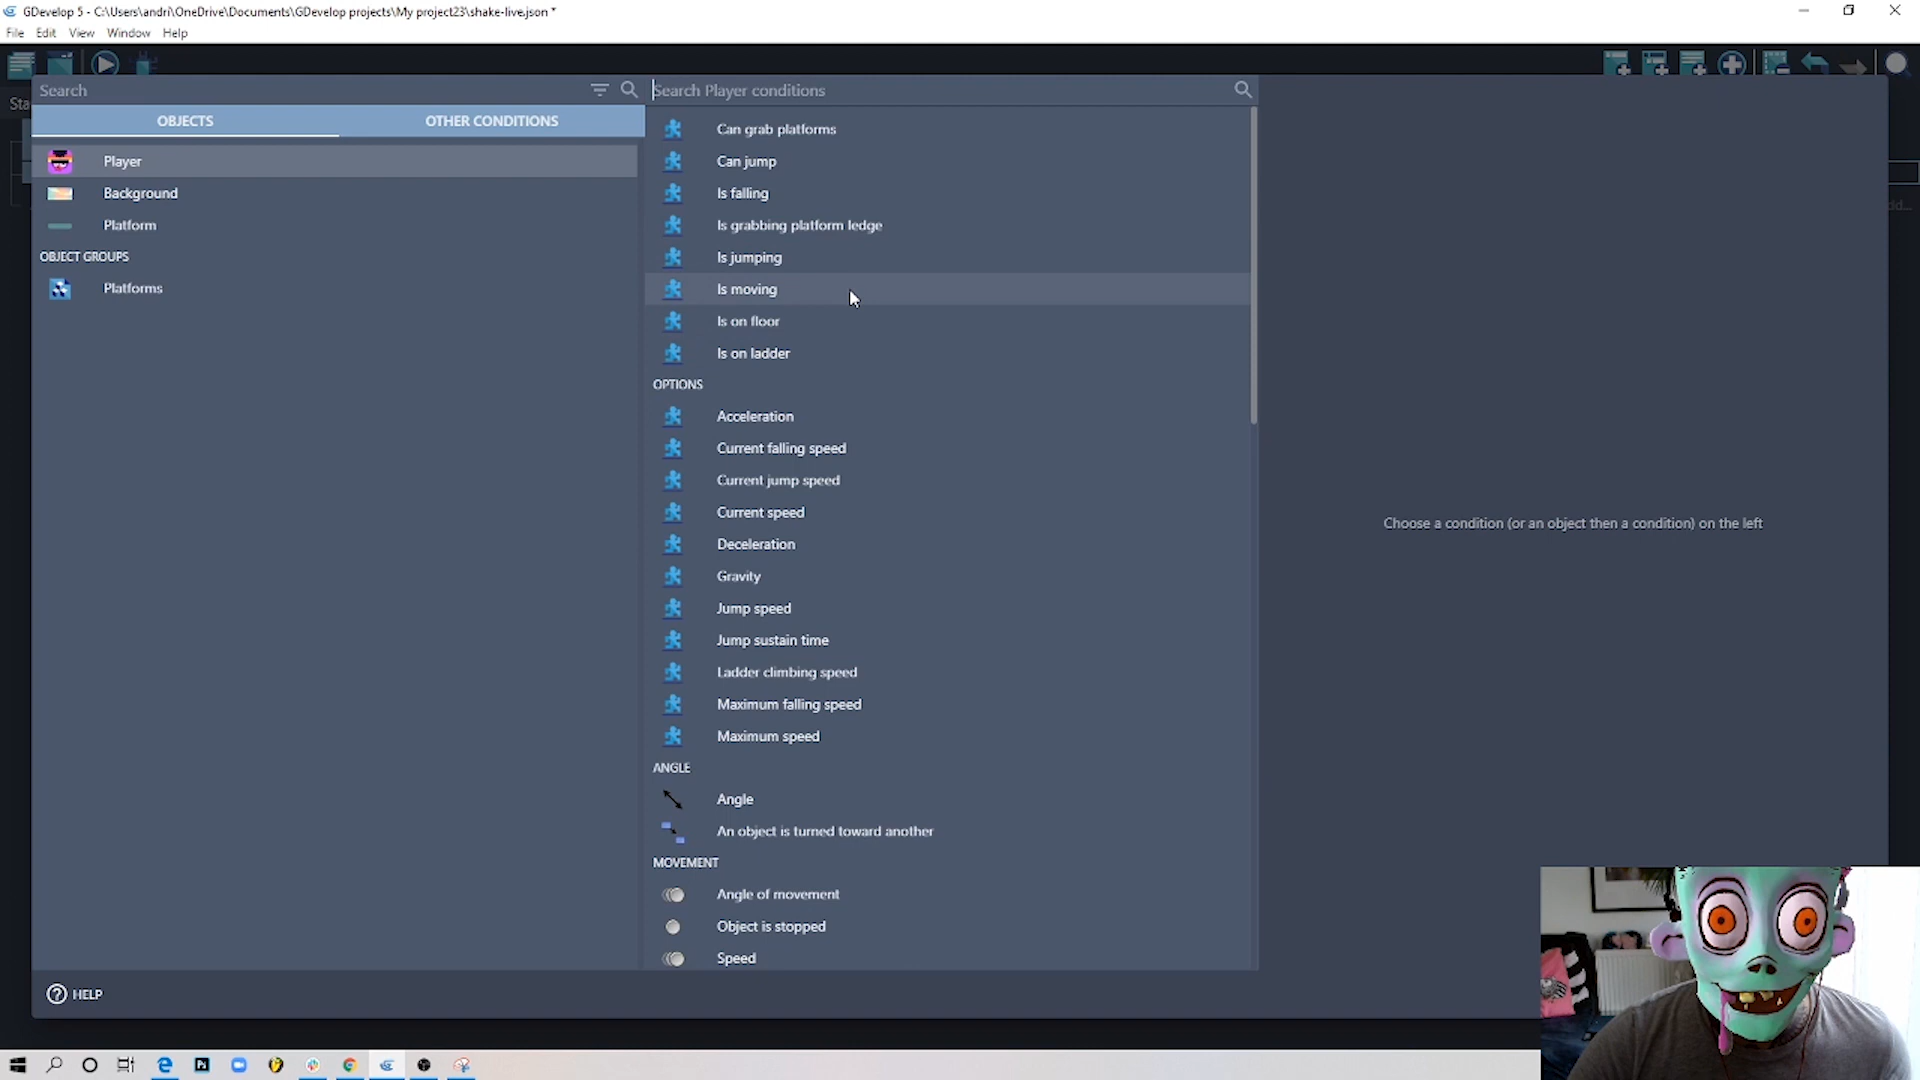 GDevelop 5 - C:\Users\andri\OneDrive\Documents\GDevelop projects\My project23\shake-live.json *
File Edit View Window Help
Search
Search Player conditions
Sta
OBJECTS
OTHER CONDITIONS
Player
Background
Platform
OBJECT GROUPS
Platforms
Can grab platforms
Can jump
Is falling
Is grabbing platform ledge
Is jumping
Is moving
Is on floor
Is on ladder
OPTIONS
Acceleration
Current falling speed
Current jump speed
Current speed
Deceleration
Gravity
Jump speed
Jump sustain time
Ladder climbing speed
Maximum falling speed
Maximum speed
ANGLE
Angle
An object is turned toward another
MOVEMENT
Angle of movement
Object is stopped
Speed
Choose a condition (or an object then a condition) on the left
HELP